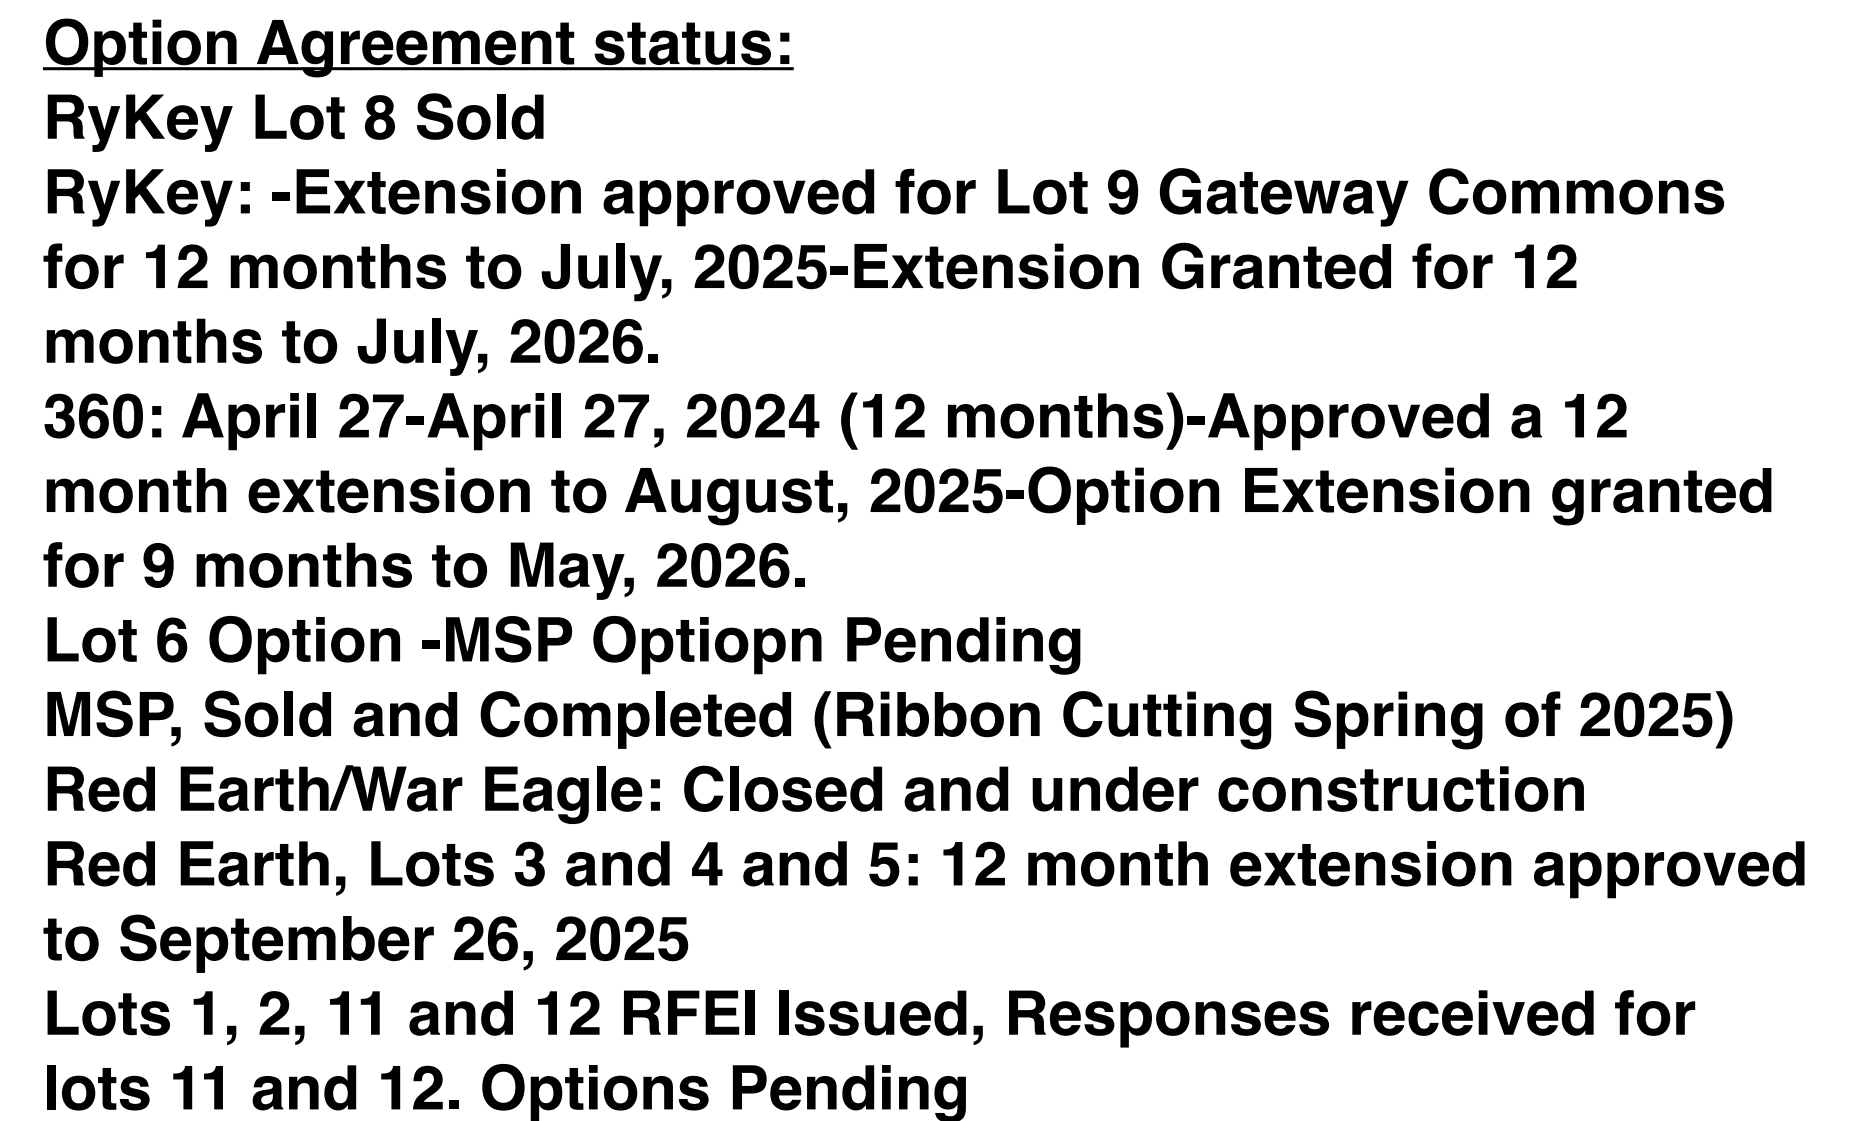 Option Agreement status:
RyKey Lot 8 Sold
RyKey: -Extension approved for Lot 9 Gateway Commons
for 12 months to July, 2025-Extension Granted for 12
months to July, 2026.
360: April 27-April 27, 2024 (12 months)-Approved a 12
month extension to August, 2025-Option Extension granted
for 9 months to May, 2026.
Lot 6 Option -MSP Optiopn Pending
MSP, Sold and Completed (Ribbon Cutting Spring of 2025)
Red Earth/War Eagle: Closed and under construction
Red Earth, Lots 3 and 4 and 5: 12 month extension approved
to September 26, 2025
Lots 1, 2, 11 and 12 RFEI Issued, Responses received for
lots 11 and 12. Options Pending